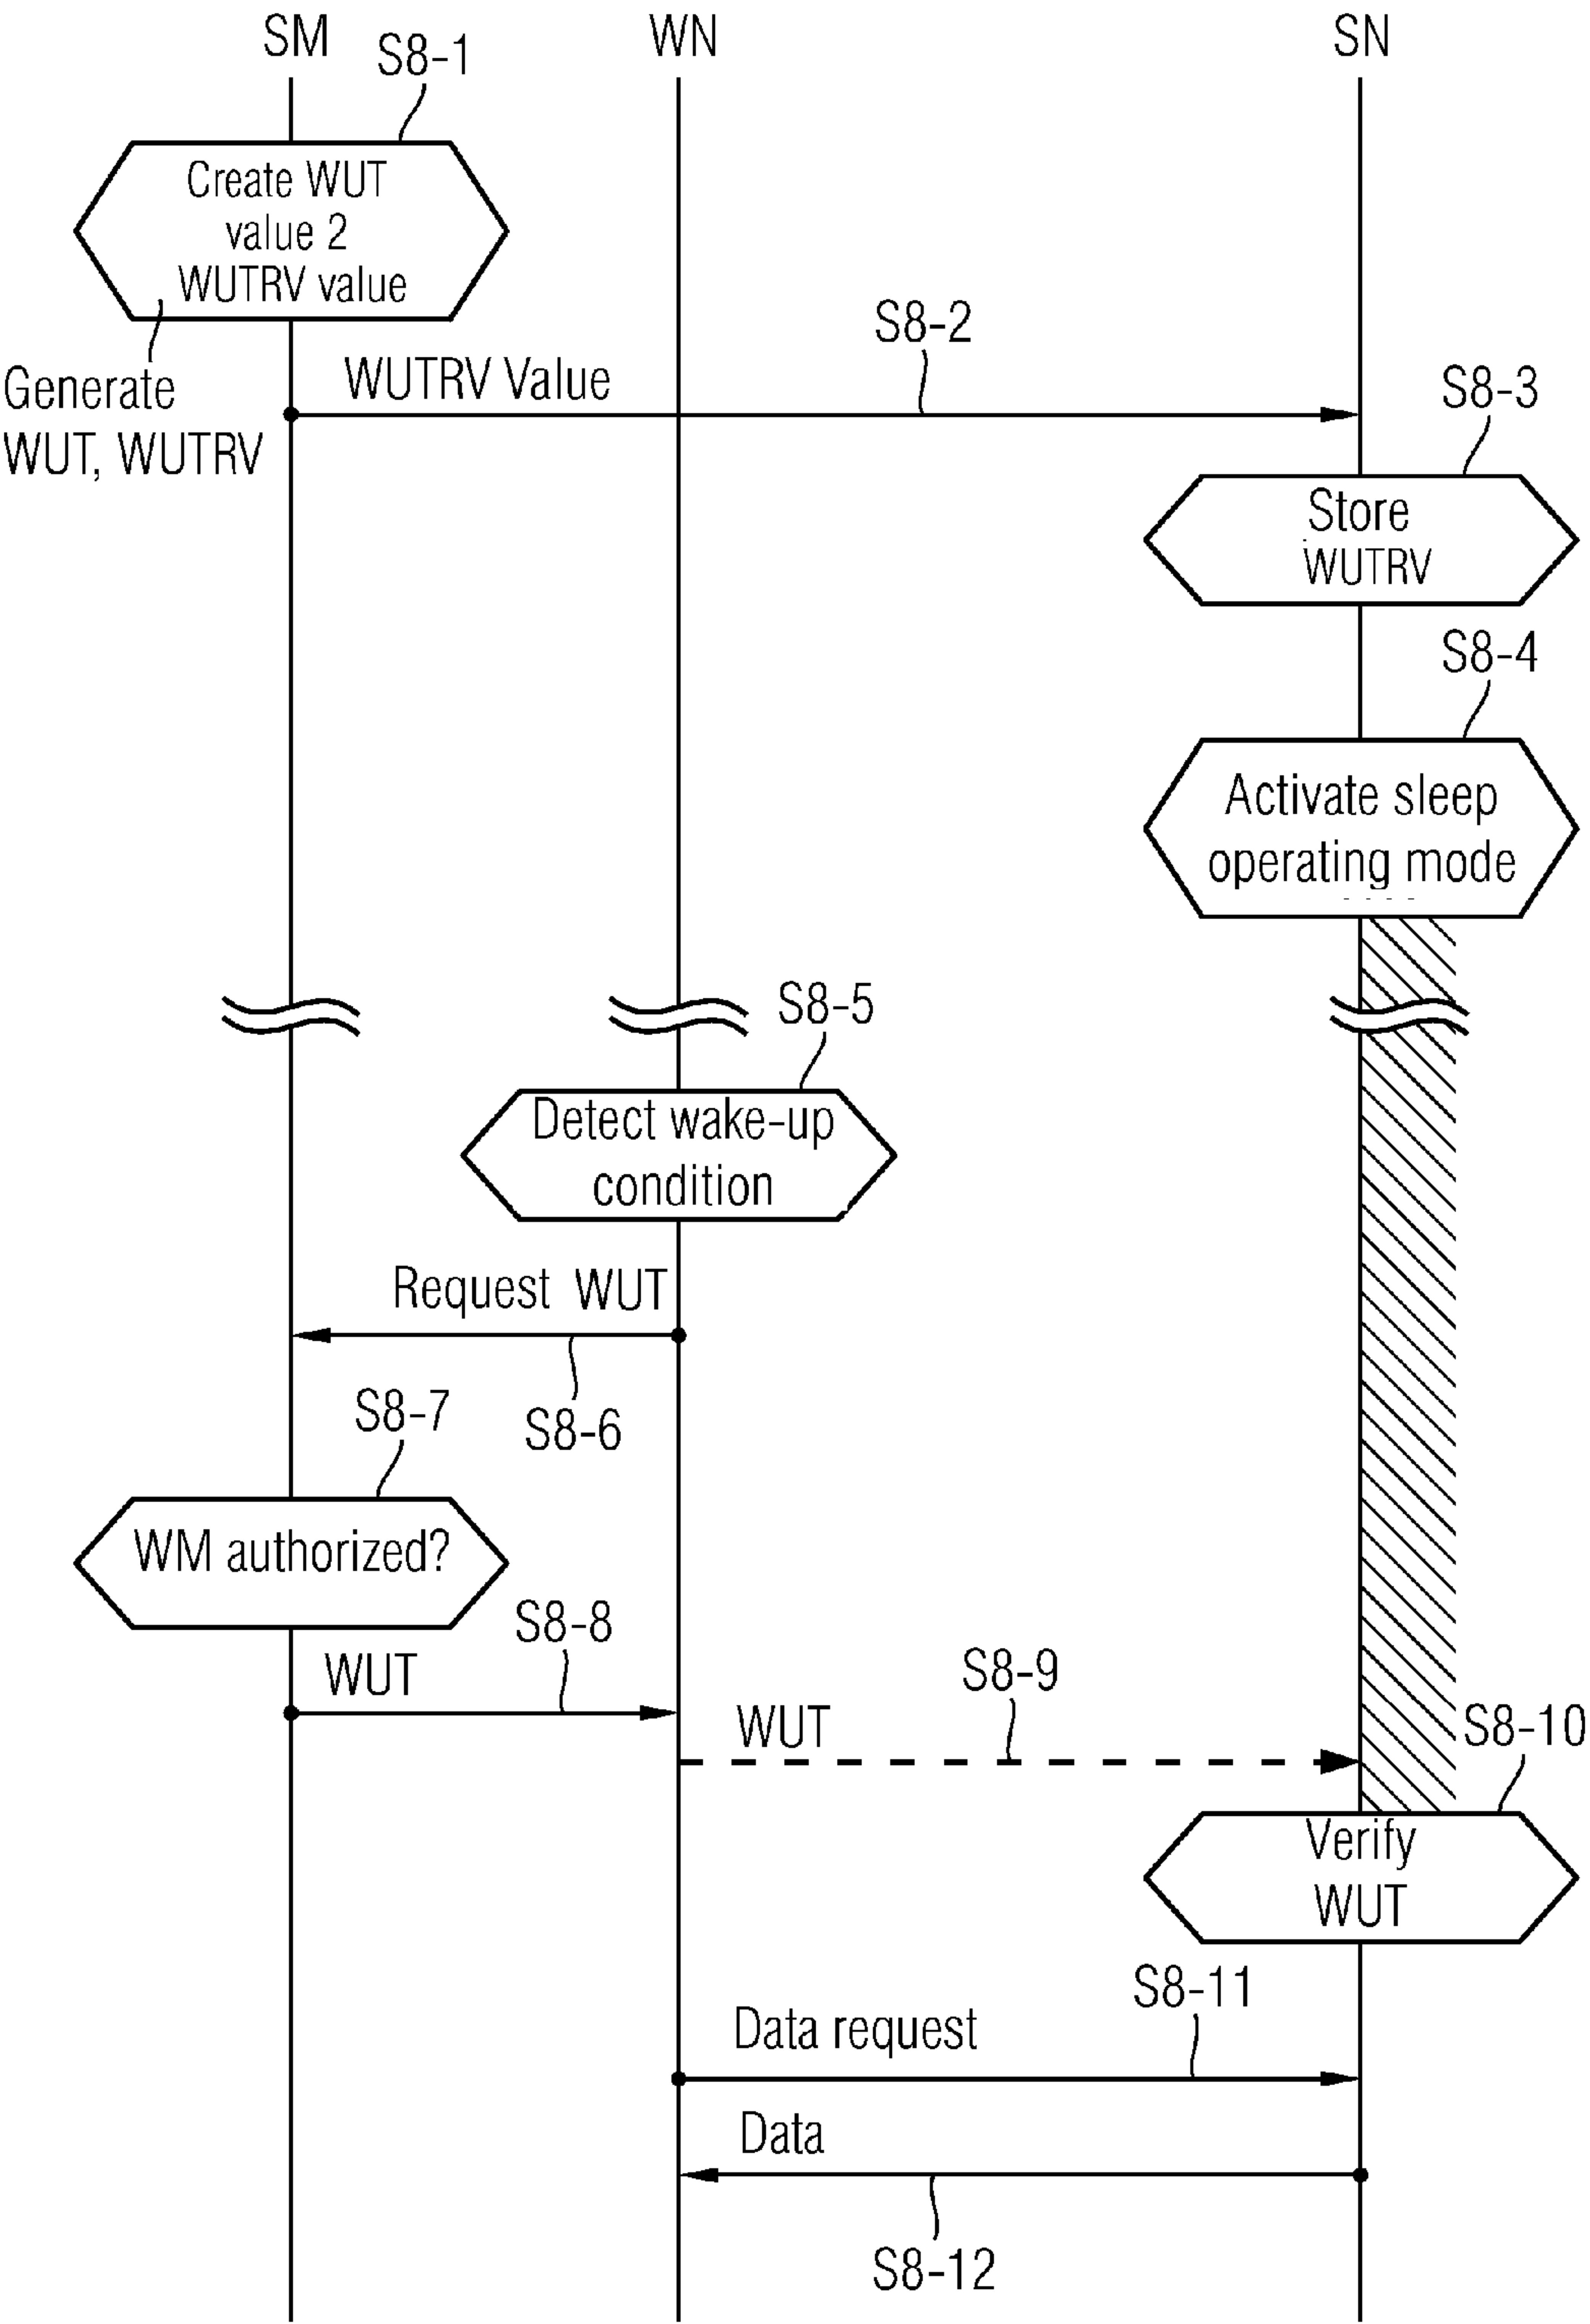 SM
WN
SN
S8-1
Create WUT
value 2
WUTRV value
Generate
WUT, WUTRV
WUTRV Value
S8-2
S8-3
Store
WUTRV
S8-4
Activate sleep
operating mode
S8-5
Detect wake-up
condition
Request WUT
S8-6
S8-7
WM authorized?
S8-8
WUT
S8-9
WUT
S8-10
Verify
WUT
S8-11
Data request
Data
S8-12